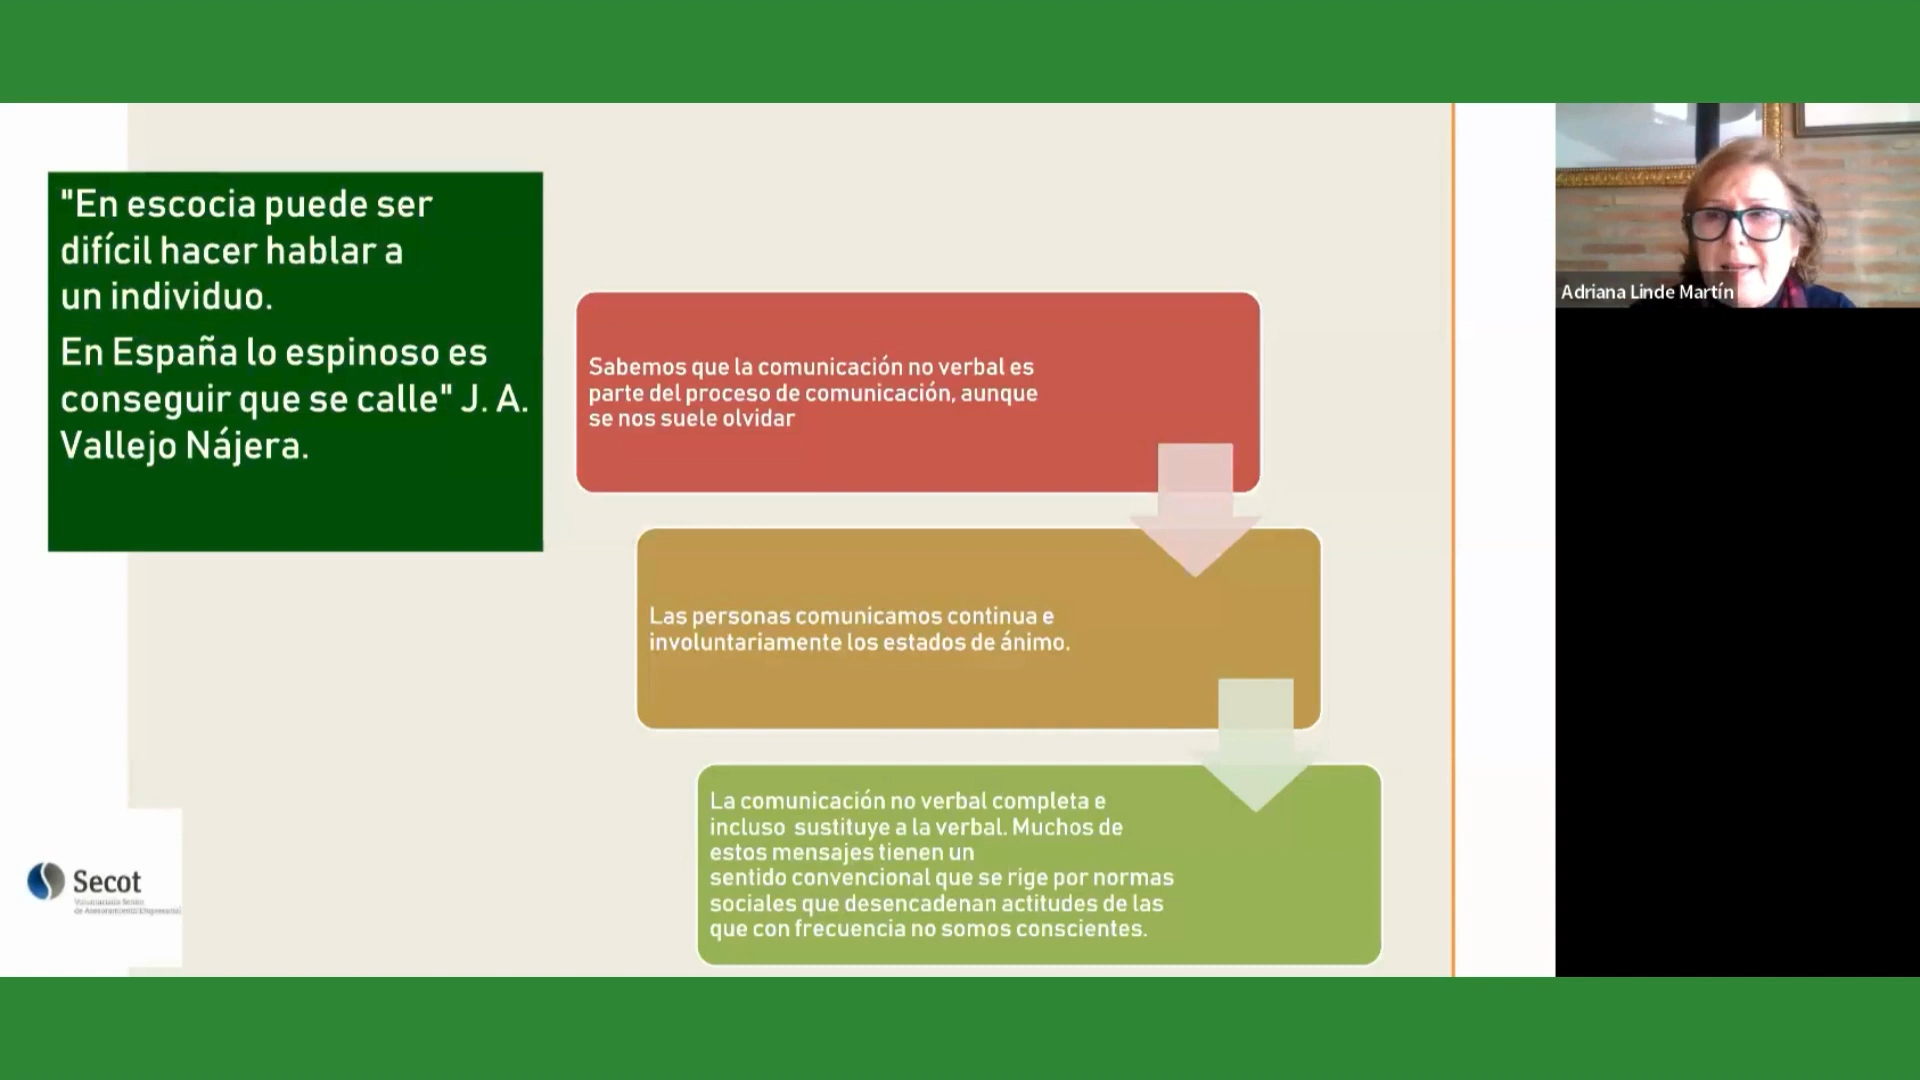 "En escocia puede ser
difícil hacer hablar a
un individuo.
En España lo espinoso es
conseguir que se calle" J. A.
Vallejo Nájera.
Sabemos que la comunicación no verbal es
parte del proceso de comunicación, aunque
se nos suele olvidar
Las personas comunicamos continua e
involuntariamente los estados de ánimo.
La comunicación no verbal completa e
incluso sustituye a la verbal. Muchos de
estos mensajes tienen un
sentido convencional que se rige por normas
sociales que desencadenan actitudes de las
que con frecuencia no somos conscientes.
Secot
de Asesoramiento Empresarial
Adriana Linde Martín